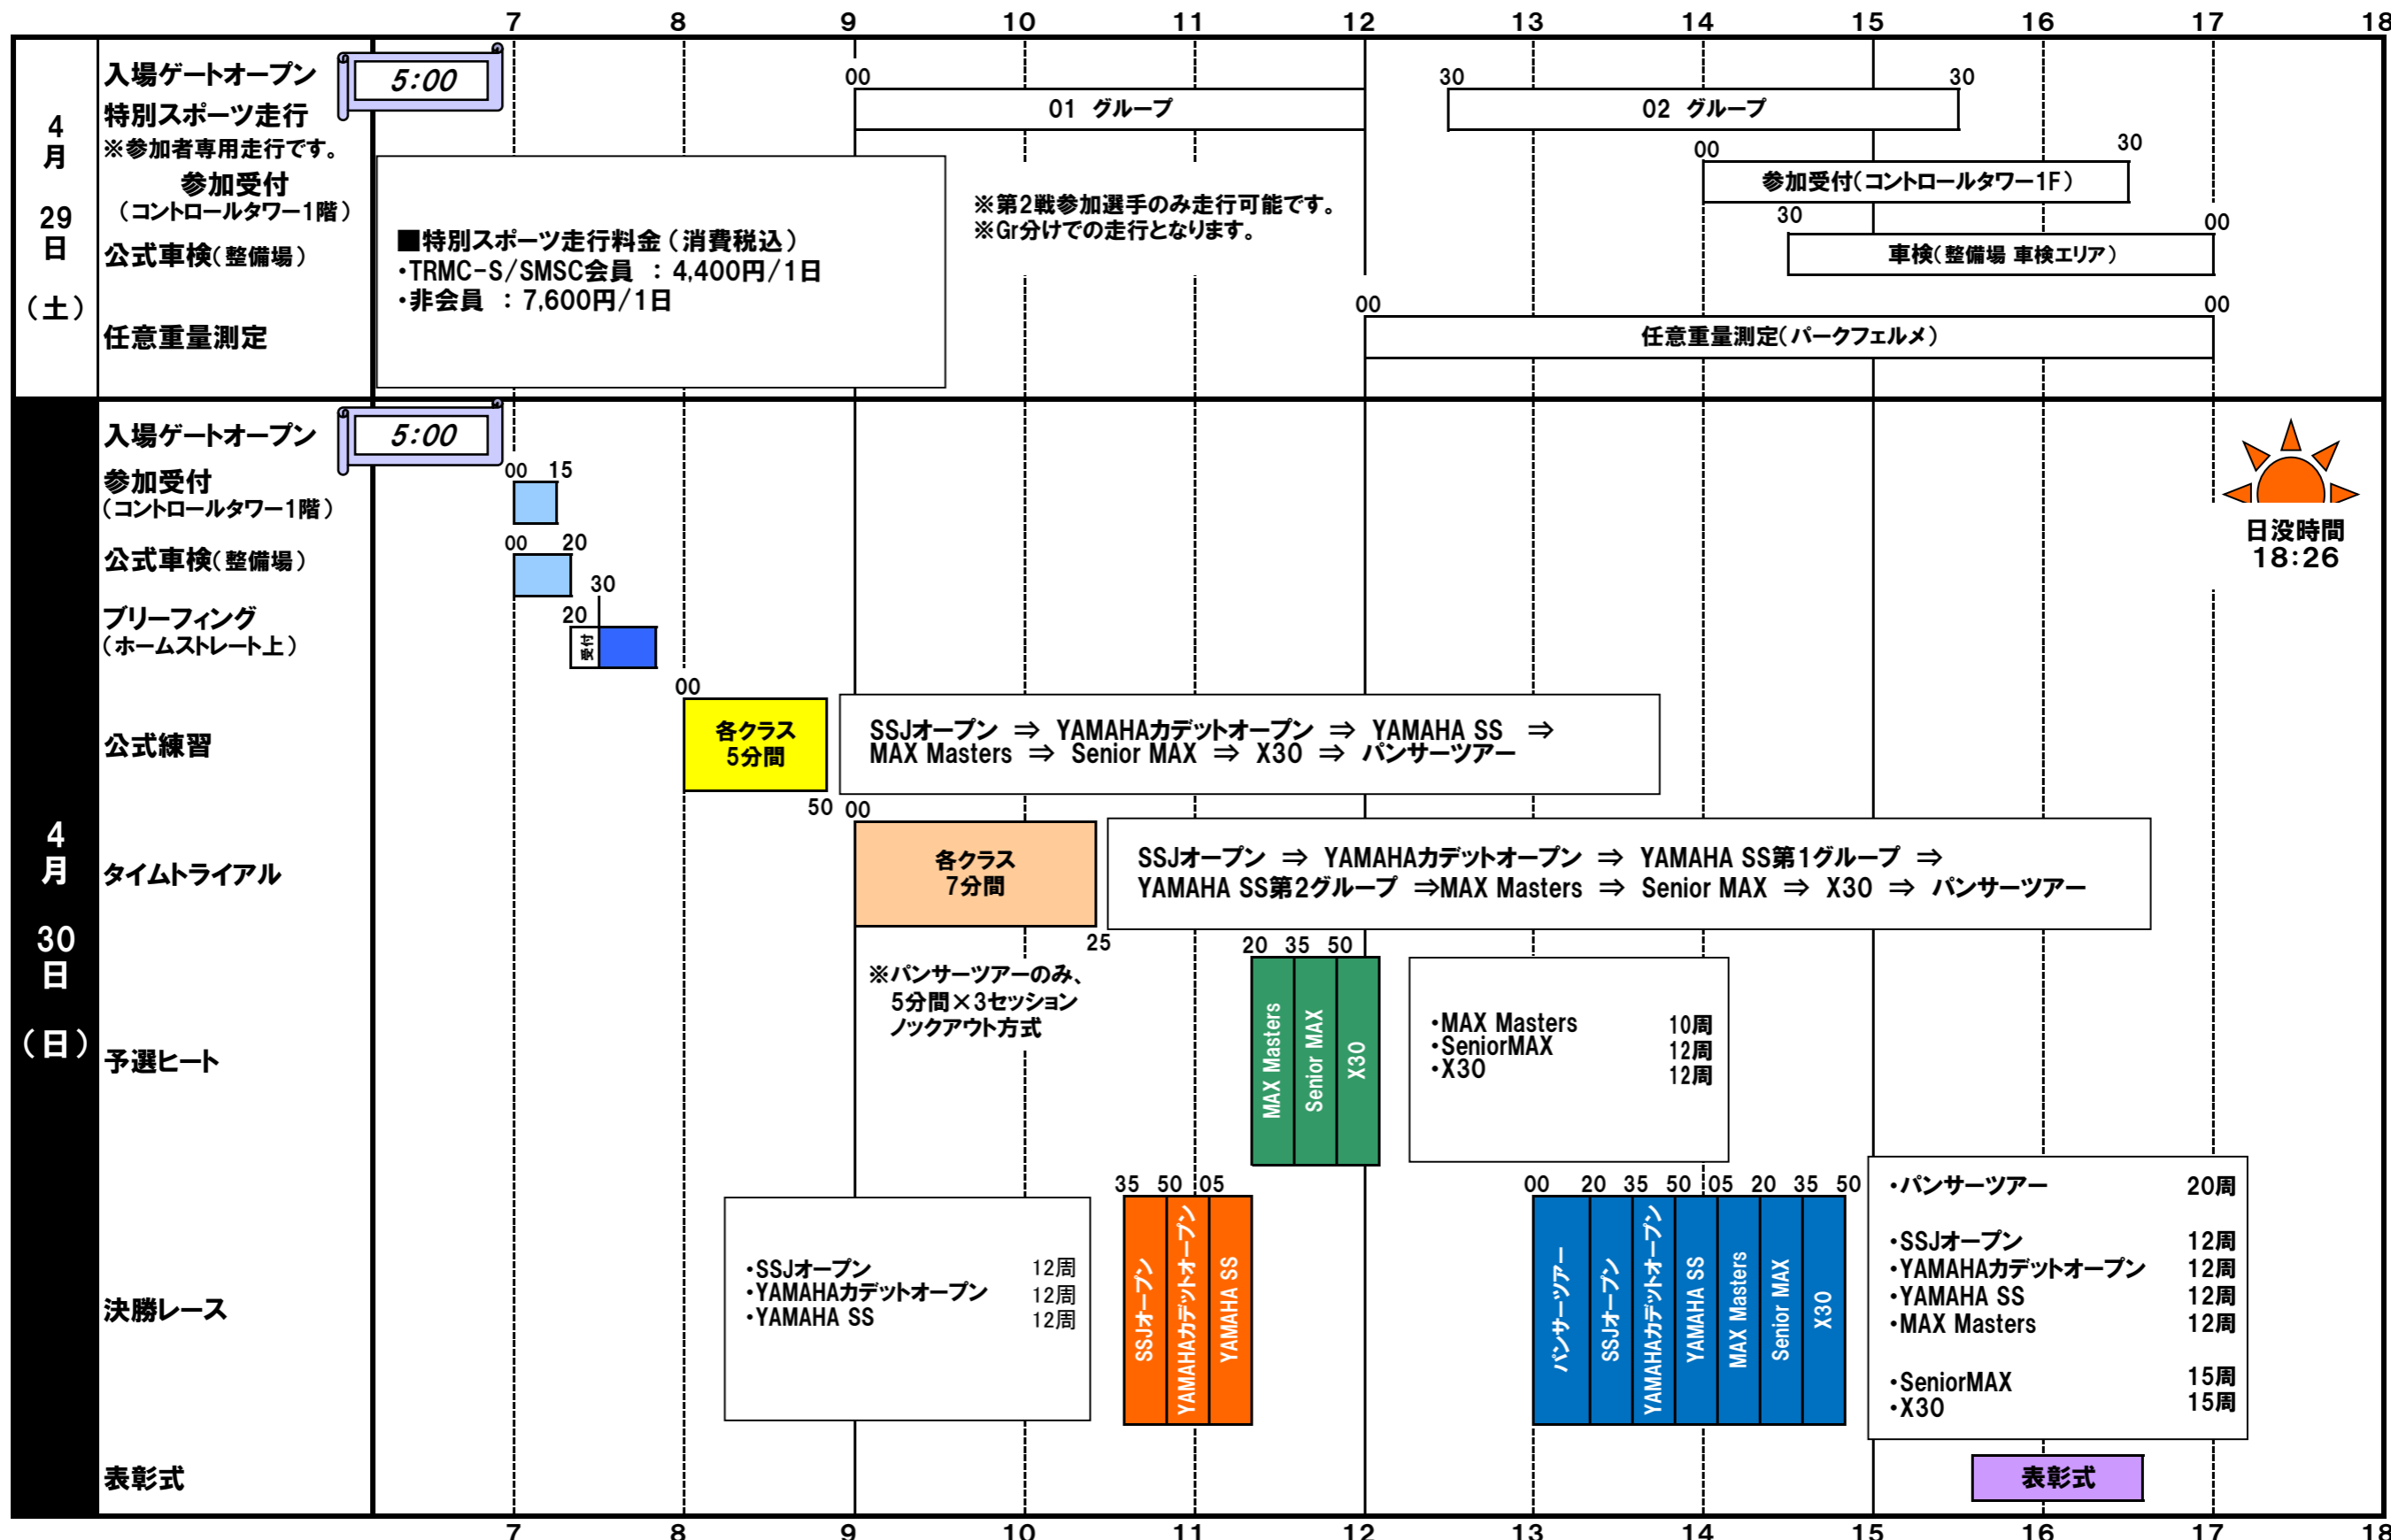 7 8 9 10 11 12 13 14 15 16 17 18
4
月
29
日
(土)
入場ゲートオープン
5:00
特別スポーツ走行
※参加者専用走行です。
00
01 グループ
30 30
02 グループ
参加受付
(コントロールタワー1階)
00 30
参加受付(コントロールタワー1F)
※第2戦参加選手のみ走行可能です。
※Gr分けでの走行となります。
公式車検(整備場)
30 00
車検(整備場 車検エリア)
■特別スポーツ走行料金(消費税込)
・TRMC-S/SMSC会員 : 4,400円/1日
・非会員 : 7,600円/1日
任意重量測定
00 00
任意重量測定(パークフェルメ)
4
月
30
日
(日)
入場ゲートオープン
5:00
日没時間
18:26
参加受付
(コントロールタワー1階)
00 15
公式車検(整備場)
00 20
ブリーフィング
(ホームストレート上)
30
20
受付
公式練習
00
各クラス
5分間
50
SSJオープン ⇒ YAMAHAカデットオープン ⇒ YAMAHA SS ⇒
MAX Masters ⇒ Senior MAX ⇒ X30 ⇒ パンサーツアー
タイムトライアル
00
各クラス
7分間
25
SSJオープン ⇒ YAMAHAカデットオープン ⇒ YAMAHA SS第1グループ ⇒
YAMAHA SS第2グループ ⇒MAX Masters ⇒ Senior MAX ⇒ X30 ⇒ パンサーツアー
※パンサーツアーのみ、
5分間×3セッション
ノックアウト方式
予選ヒート
20 35 50
MAX Masters
Senior MAX
X30
・MAX Masters 10周
・SeniorMAX 12周
・X30 12周
決勝レース
・SSJオープン 12周
・YAMAHAカデットオープン 12周
・YAMAHA SS 12周
35 50 05
SSJオープン
YAMAHAカデットオープン
YAMAHA SS
00 20 35 50 05 20 35 50
パンサーツアー
SSJオープン
YAMAHAカデットオープン
YAMAHA SS
MAX Masters
Senior MAX
X30
・パンサーツアー 20周
・SSJオープン 12周
・YAMAHAカデットオープン 12周
・YAMAHA SS 12周
・MAX Masters 12周
・SeniorMAX 15周
・X30 15周
表彰式
表彰式
7 8 9 10 11 12 13 14 15 16 17 18